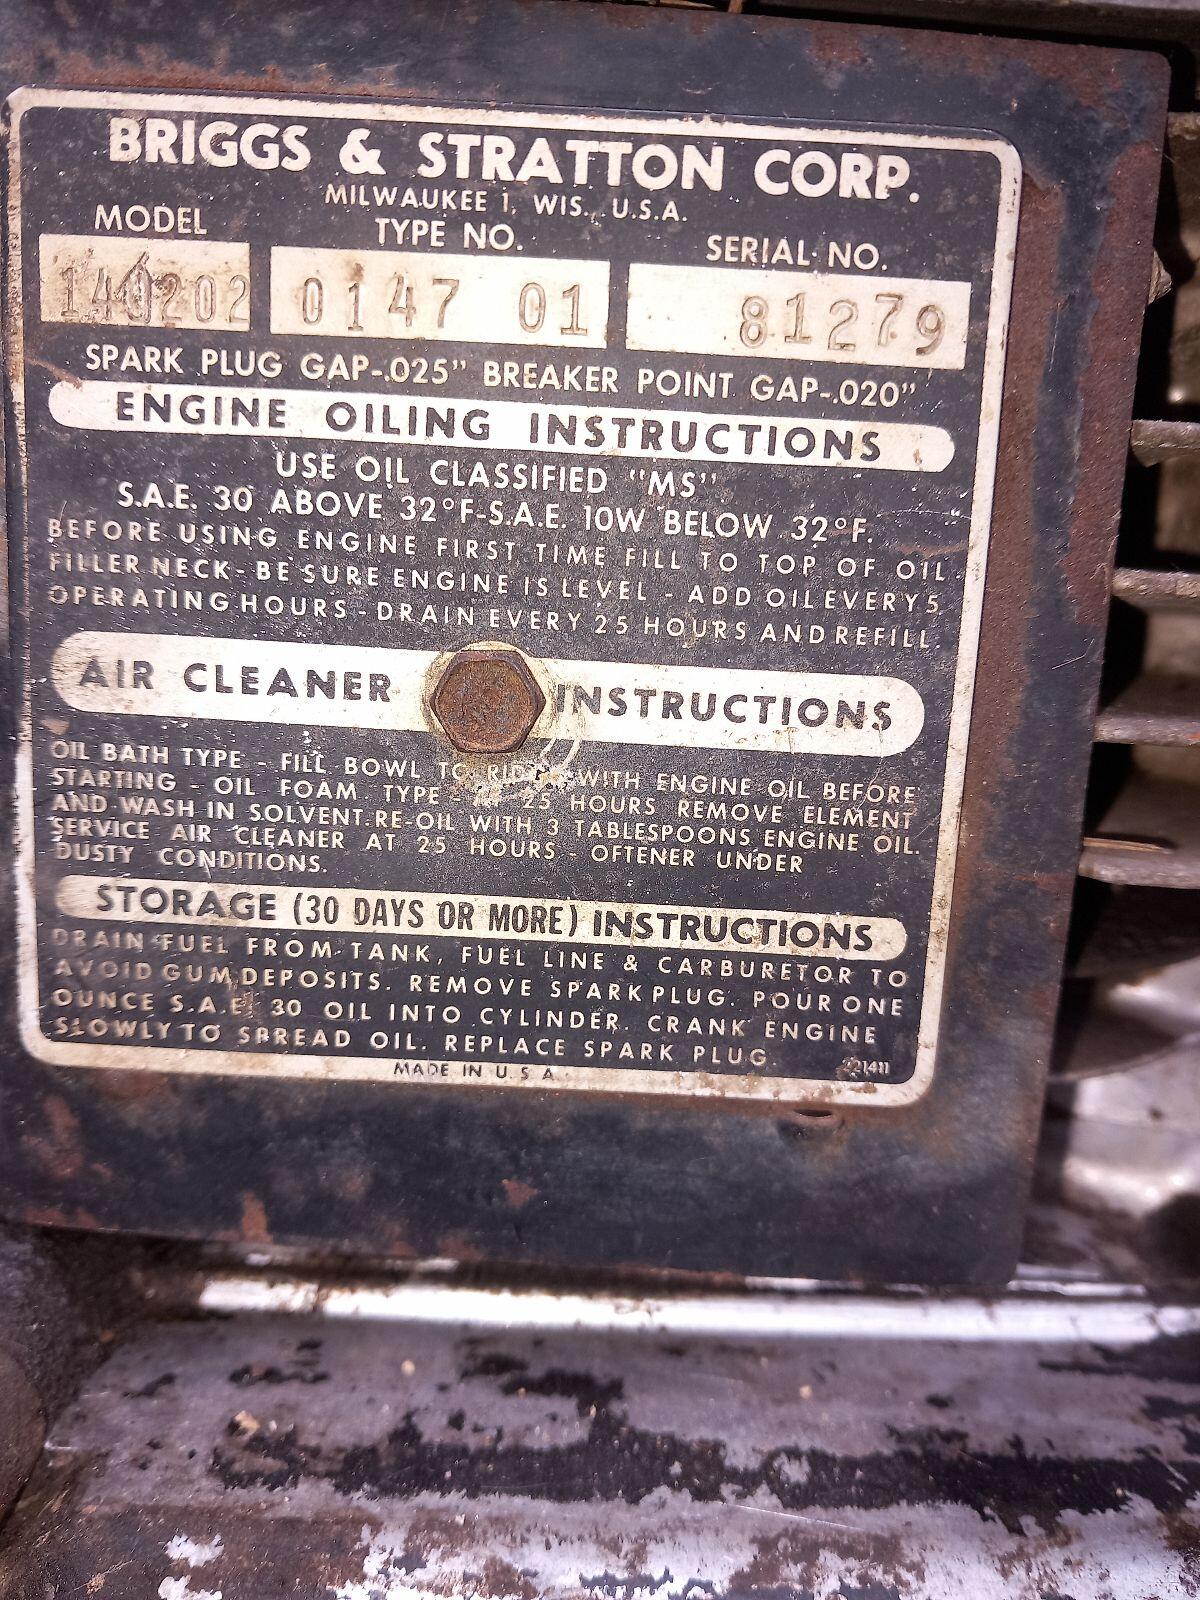 BRIGGS & STRATTON CORP.
MILWAUKEE 1, WIS., U.S.A.
MODEL TYPE NO. SERIAL NO.
140202 0147 01 81279
SPARK PLUG GAP-.025" BREAKER POINT GAP-.020"
ENGINE OILING INSTRUCTIONS
USE OIL CLASSIFIED "MS"
S.A.E. 30 ABOVE 32°F-S.A.E. 10W BELOW 32°F.
BEFORE USING ENGINE FIRST TIME FILL TO TOP OF OIL
FILLER NECK - BE SURE ENGINE IS LEVEL - ADD OIL EVERY 5
OPERATING HOURS - DRAIN EVERY 25 HOURS AND REFILL.
AIR CLEANER INSTRUCTIONS
OIL BATH TYPE - FILL BOWL TO WITH ENGINE OIL BEFORE
STARTING - OIL FOAM TYPE - AT 25 HOURS REMOVE ELEMENT
AND WASH IN SOLVENT. RE-OIL WITH 3 TABLESPOONS ENGINE OIL.
SERVICE AIR CLEANER AT 25 HOURS - OFTENER UNDER
DUSTY CONDITIONS.
STORAGE (30 DAYS OR MORE) INSTRUCTIONS
DRAIN FUEL FROM TANK, FUEL LINE & CARBURETOR TO
AVOID GUM DEPOSITS. REMOVE SPARK PLUG. POUR ONE
OUNCE S.A.E. 30 OIL INTO CYLINDER. CRANK ENGINE
SLOWLY TO SPREAD OIL. REPLACE SPARK PLUG.
MADE IN U.S.A.